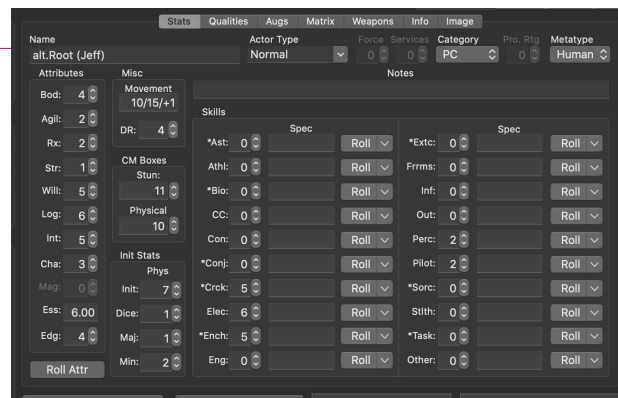 Stats Qualities Augs Matrix Weapons Info Image
Name Actor Type Force Services Category Pro. Rtg Metatype
alt.Root (Jeff) Normal 0 0 PC 0 Human
Attributes Misc Notes
Bod: 4
Agil: 2
Rx: 2
Str: 1
Will: 5
Log: 6
Int: 5
Cha: 3
Mag: 0
Ess: 6.00
Edg: 4
Roll Attr
Movement
10/15/+1
DR: 4
CM Boxes
Stun:
11
Physical
10
Init Stats
Phys
Init: 7
Dice: 1
Maj: 1
Min: 2
Skills
Spec Spec
*Ast: 0 Roll *Extc: 0 Roll
Athl: 0 Roll Frrms: 0 Roll
*Bio: 0 Roll Inf: 0 Roll
CC: 0 Roll Out: 0 Roll
Con: 0 Roll Perc: 2 Roll
*Conj: 0 Roll Pilot: 2 Roll
*Crck: 5 Roll *Sorc: 0 Roll
Elec: 6 Roll Stlth: 0 Roll
*Ench: 5 Roll *Task: 0 Roll
Eng: 0 Roll Other: 0 Roll